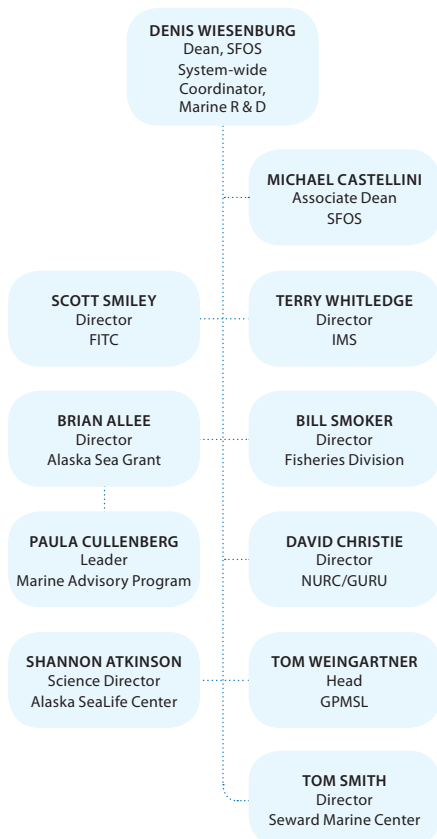 DENIS WIESENBURG
Dean, SFOS
System-wide
Coordinator,
Marine R & D
MICHAEL CASTELLINI
Associate Dean
SFOS
SCOTT SMILEY
Director
FITC
TERRY WHITLEDGE
Director
IMS
BRIAN ALLEE
Director
Alaska Sea Grant
BILL SMOKER
Director
Fisheries Division
PAULA CULLENBERG
Leader
Marine Advisory Program
DAVID CHRISTIE
Director
NURC/GURU
SHANNON ATKINSON
Science Director
Alaska SeaLife Center
TOM WEINGARTNER
Head
GPMSL
TOM SMITH
Director
Seward Marine Center